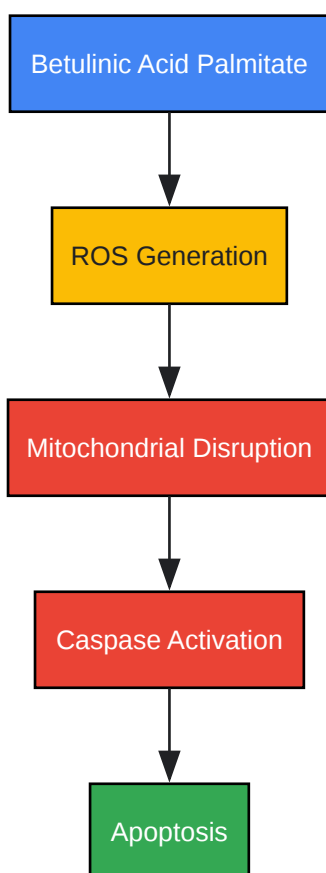 Betulinic Acid Palmitate
ROS Generation
Mitochondrial Disruption
Caspase Activation
Apoptosis